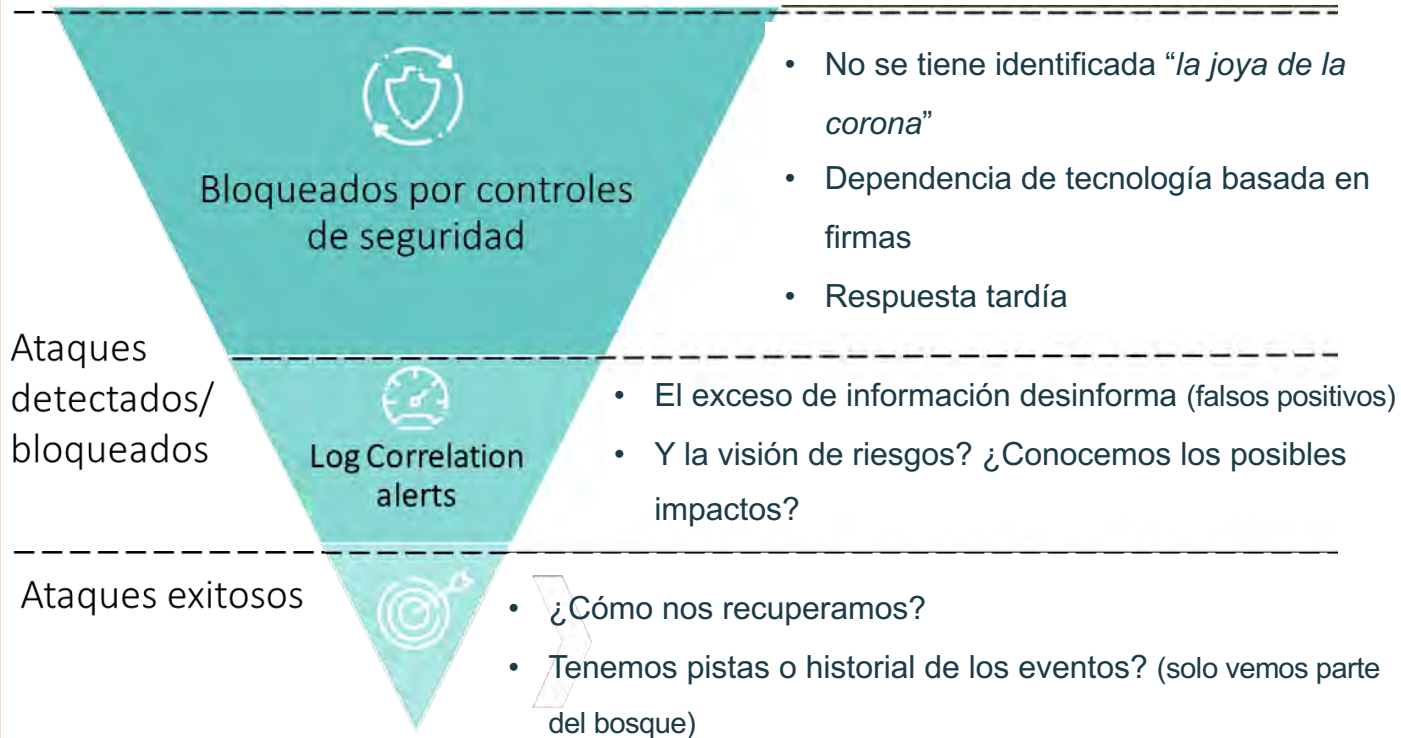 Bloqueados por controles
de seguridad
• No se tiene identificada “la joya de la
corona”
• Dependencia de tecnología basada en
firmas
• Respuesta tardía
Ataques
detectados/
bloqueados
Log Correlation
alerts
• El exceso de información desinforma (falsos positivos)
• Y la visión de riesgos? ¿Conocemos los posibles
impactos?
Ataques exitosos
• ¿Cómo nos recuperamos?
• Tenemos pistas o historial de los eventos? (solo vemos parte
del bosque)